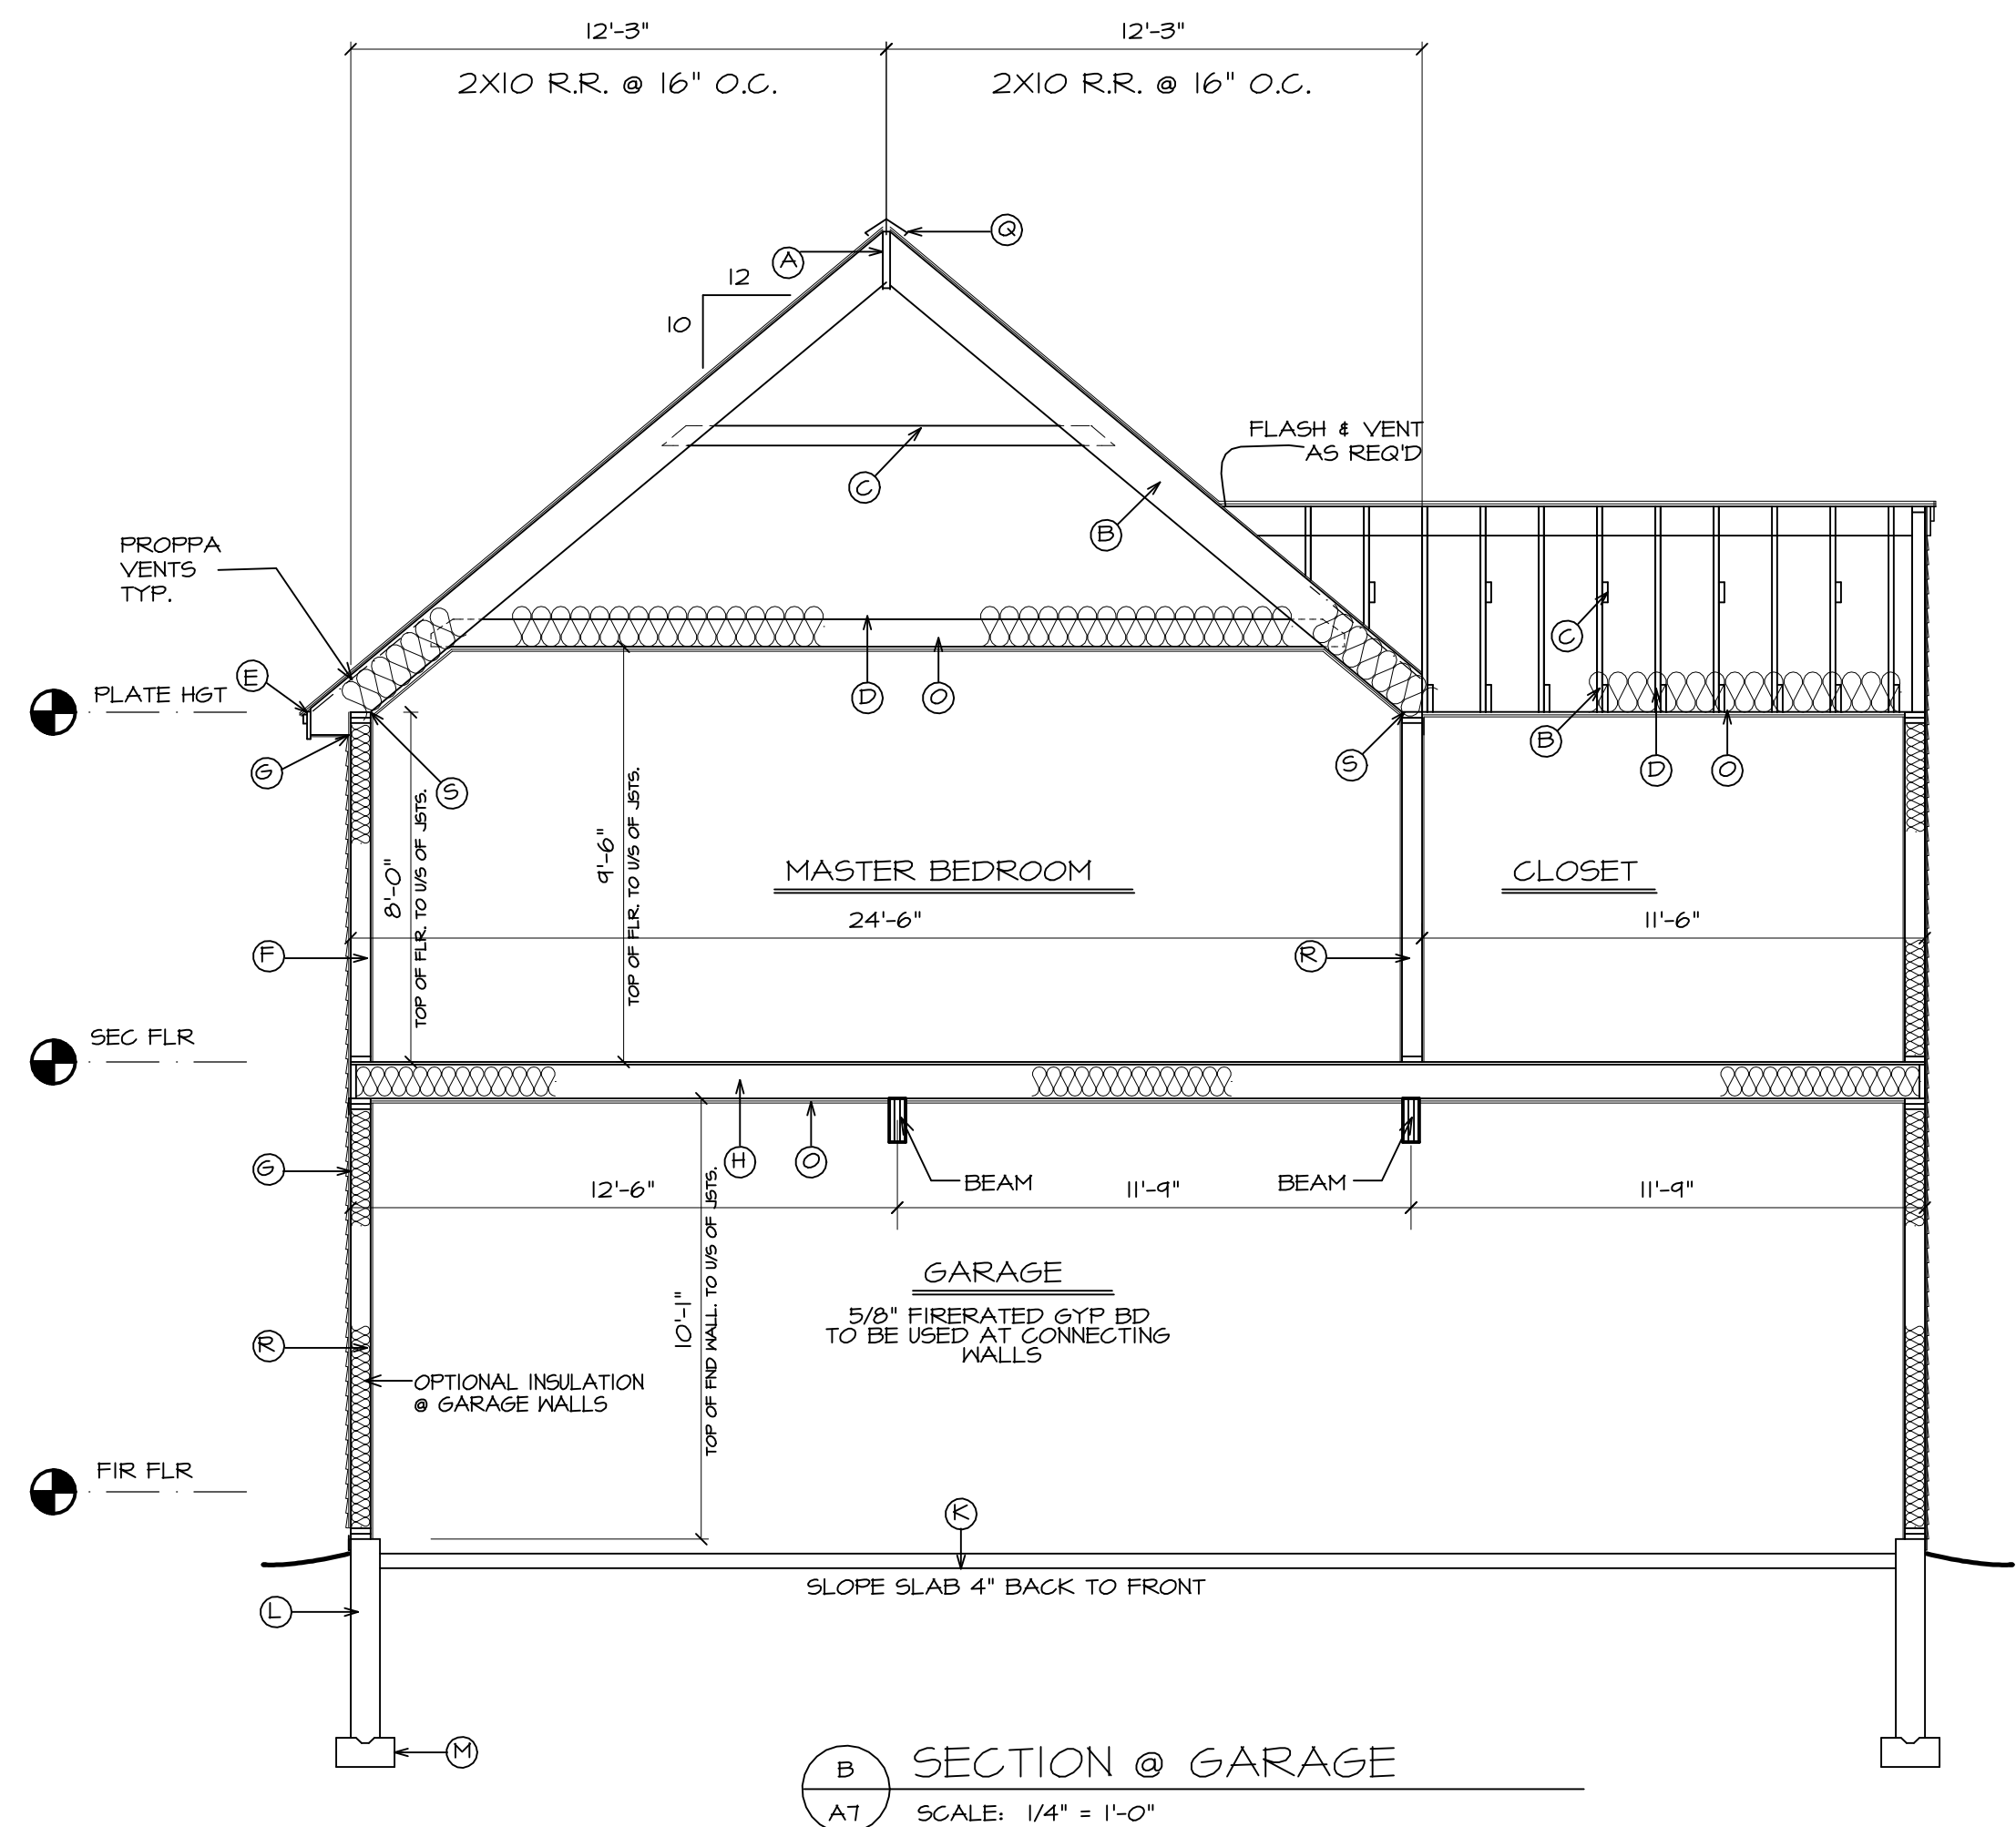 12'-3"
12'-3"
2X10 R.R. @ 16" O.C.
2X10 R.R. @ 16" O.C.
Q
A
12
10
FLASH & VENT
AS REQ'D
C
B
PROPPA
VENTS
TYP.
C
E
PLATE HGT
D
O
G
S
S
B
D
O
8'-0"
TOP OF FLR. TO U/S OF JSTS.
9'-6"
TOP OF FLR. TO U/S OF JSTS.
MASTER BEDROOM
CLOSET
24'-6"
11'-6"
F
R
SEC FLR
H
O
G
BEAM
BEAM
12'-6"
11'-9"
11'-9"
10'-1"
TOP OF FND WALL. TO U/S OF JSTS.
GARAGE
5/8" FIRERATED GYP BD
TO BE USED AT CONNECTING
WALLS
R
OPTIONAL INSULATION
@ GARAGE WALLS
FIR FLR
K
SLOPE SLAB 4" BACK TO FRONT
L
M
B
SECTION @ GARAGE
A7
SCALE: 1/4" = 1'-0"